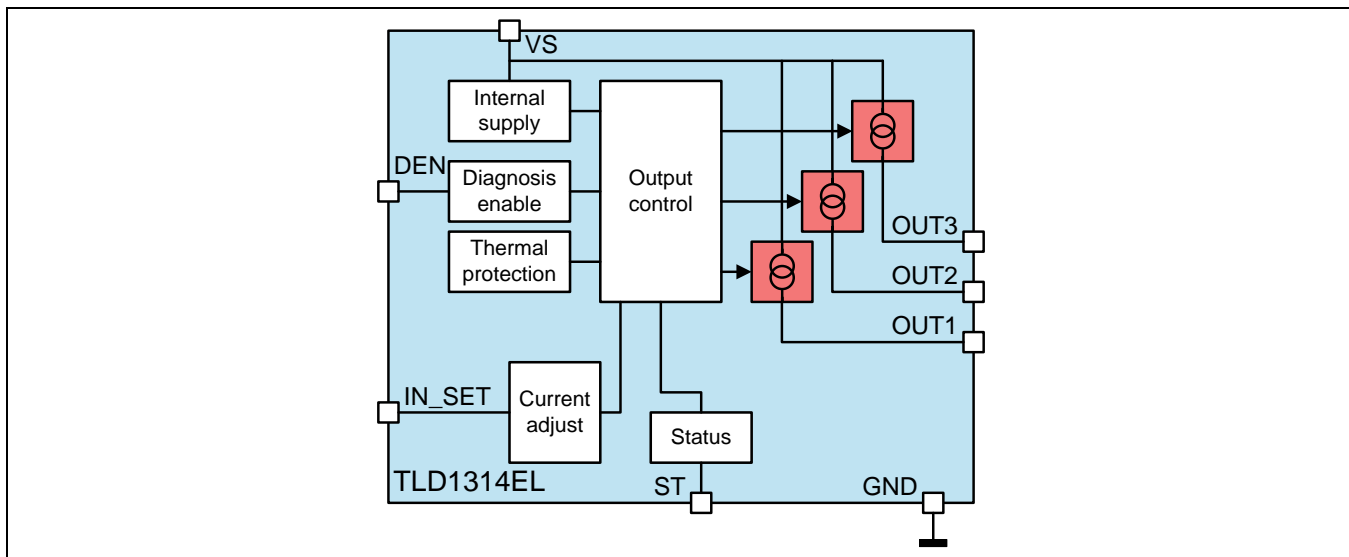 VS
Internal
supply
DEN
Diagnosis
enable
Output
control
Thermal
protection
OUT3
OUT2
OUT1
IN_SET
Current
adjust
Status
TLD1314EL
ST
GND